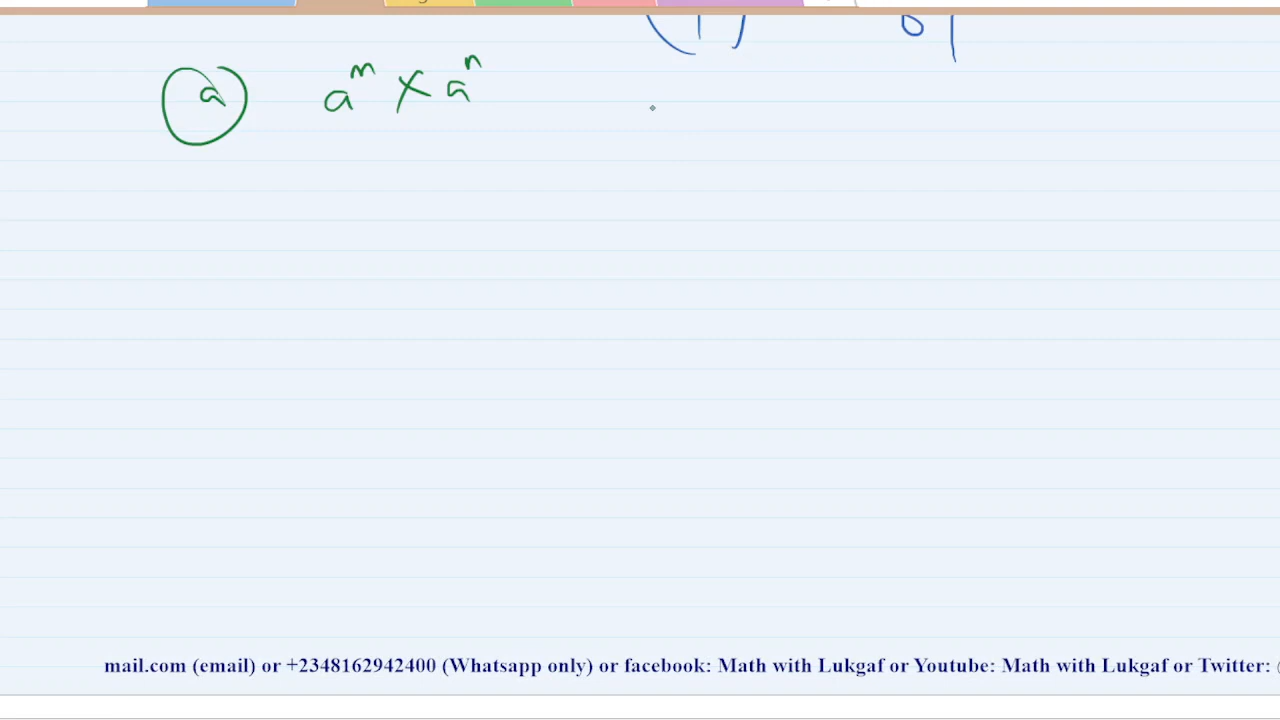 (a) a^m × a^n
mail.com (email) or +2348162942400 (Whatsapp only) or facebook: Math with Lukgaf or Youtube: Math with Lukgaf or Twitter: